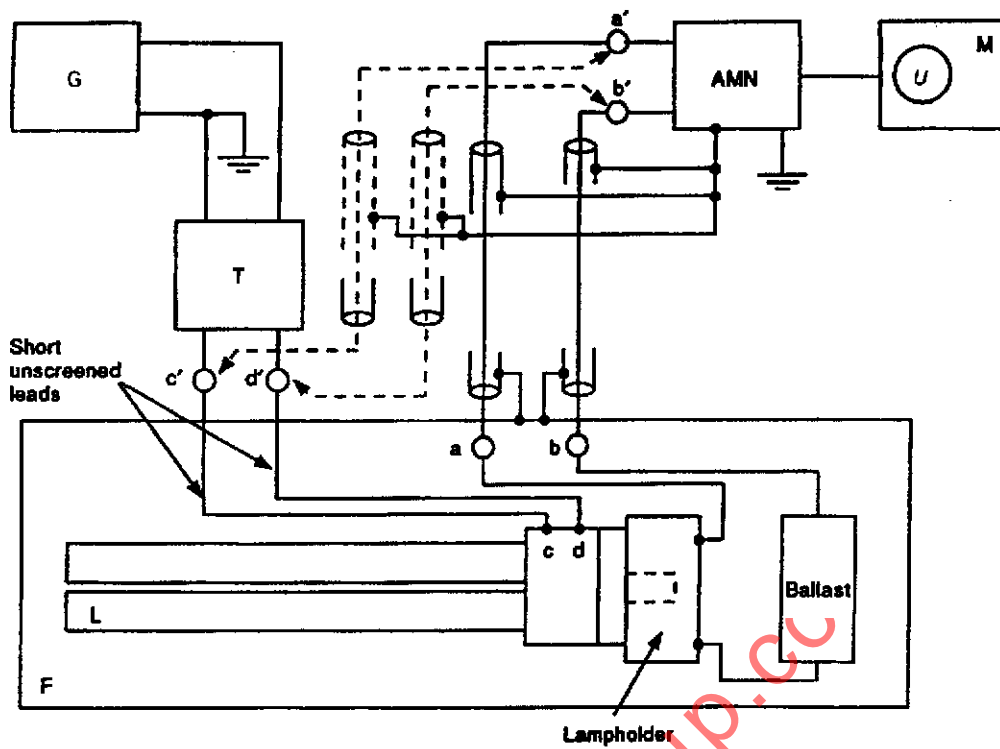 a′
G
AMN
M
U
b′
T
Short
unscreened
leads
c′
d′
a
b
c
d
Ballast
L
F
Lampholder